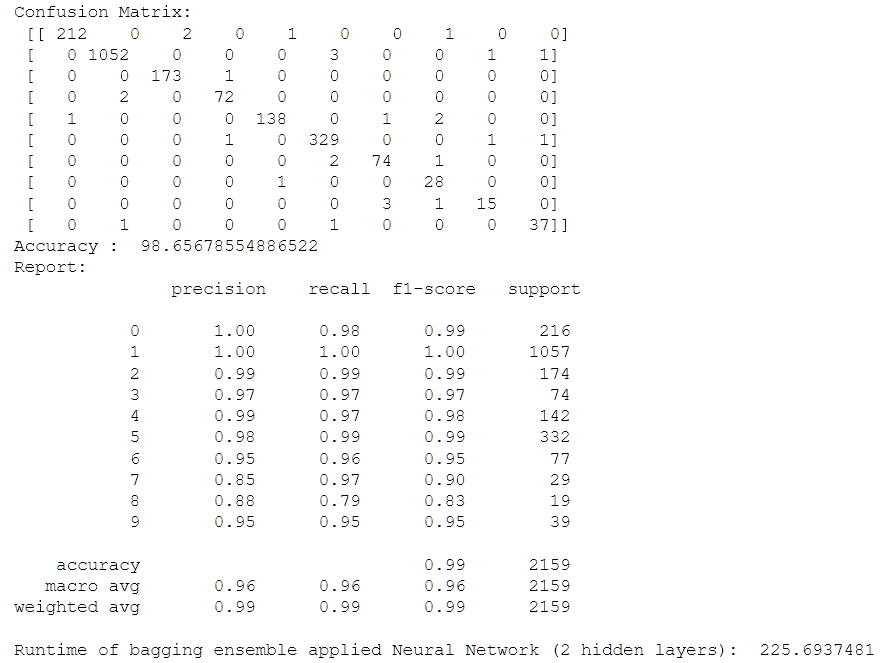 Confusion Matrix:
[[ 212 0 2 0 1 0 0 1 0 0]
[ 0 1052 0 0 0 3 0 0 1 1]
[ 0 0 173 1 0 0 0 0 0 0]
[ 0 2 0 72 0 0 0 0 0 0]
[ 1 0 0 0 138 0 1 2 0 0]
[ 0 0 0 1 0 329 0 0 1 1]
[ 0 0 0 0 0 2 74 1 0 0]
[ 0 0 0 0 1 0 0 28 0 0]
[ 0 0 0 0 0 0 3 1 15 0]
[ 0 1 0 0 0 1 0 0 0 37]]
Accuracy : 98.65678554886522
Report:
precision recall f1-score support
0 1.00 0.98 0.99 216
1 1.00 1.00 1.00 1057
2 0.99 0.99 0.99 174
3 0.97 0.97 0.97 74
4 0.99 0.97 0.98 142
5 0.98 0.99 0.99 332
6 0.95 0.96 0.95 77
7 0.85 0.97 0.90 29
8 0.88 0.79 0.83 19
9 0.95 0.95 0.95 39
accuracy 0.99 2159
macro avg 0.96 0.96 0.96 2159
weighted avg 0.99 0.99 0.99 2159
Runtime of bagging ensemble applied Neural Network (2 hidden layers): 225.6937481